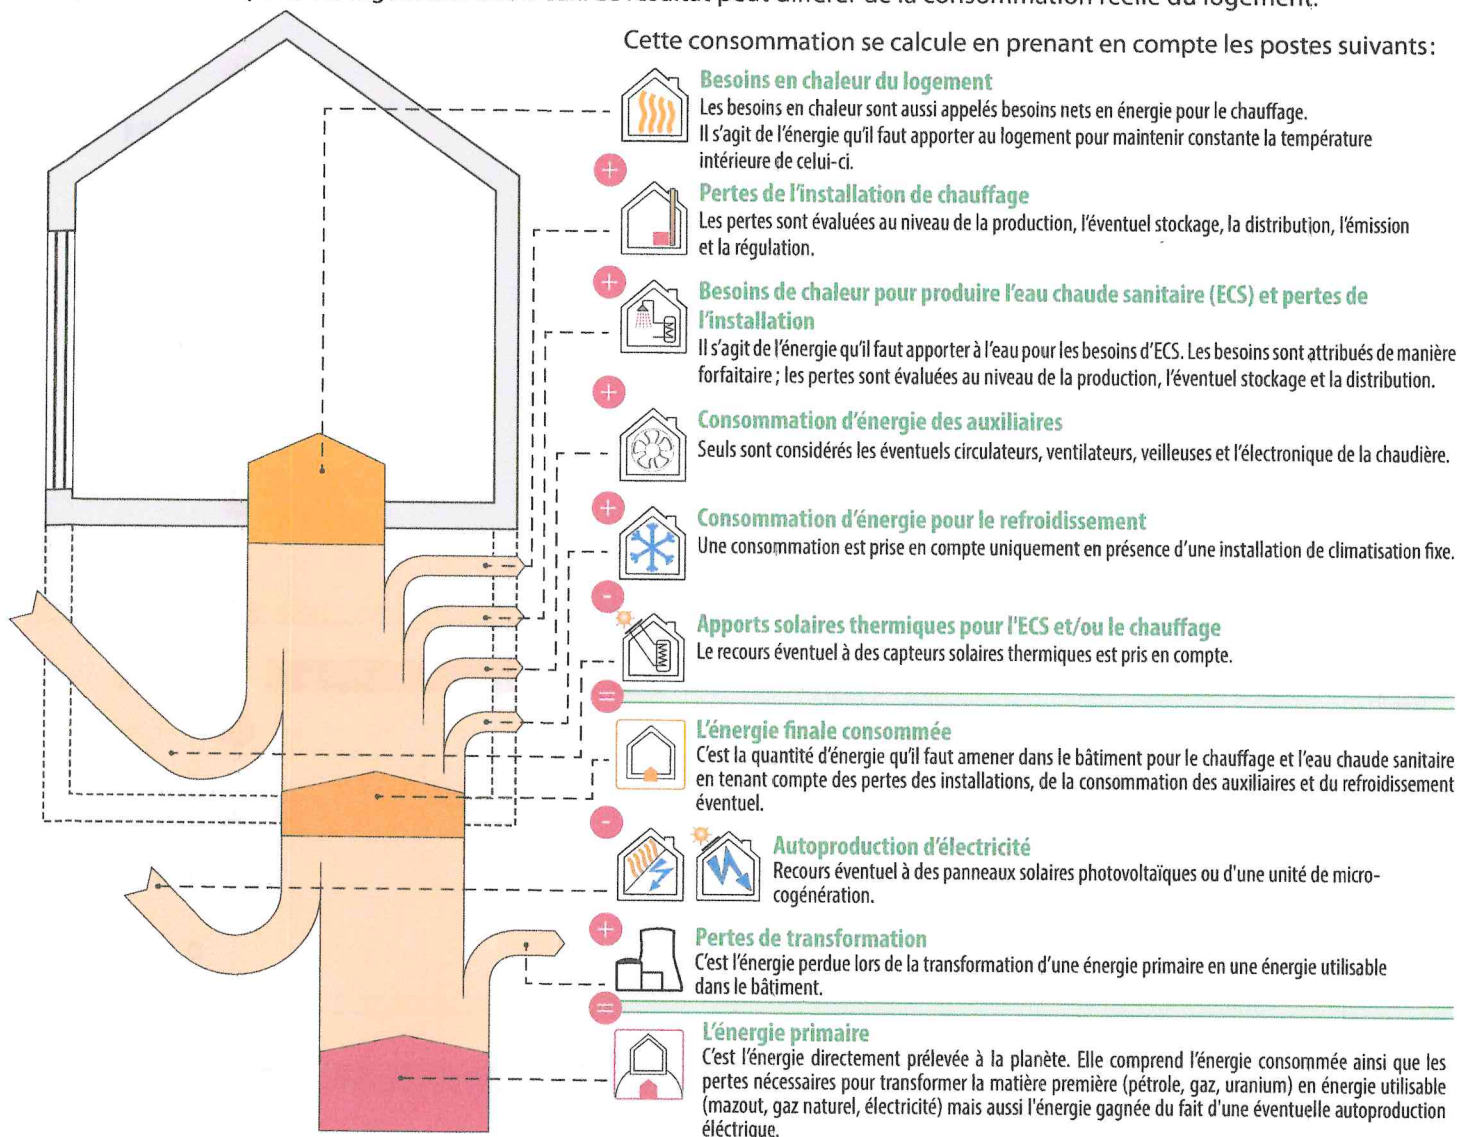 résultat peut différer de la consommation réelle du logement.
Cette consommation se calcule en prenant en compte les postes suivants:
Besoins en chaleur du logement
Les besoins en chaleur sont aussi appelés besoins nets en énergie pour le chauffage.
Il s'agit de l'énergie qu'il faut apporter au logement pour maintenir constante la température
intérieure de celui-ci.
+
Pertes de l'installation de chauffage
Les pertes sont évaluées au niveau de la production, l'éventuel stockage, la distribution, l'émission
et la régulation.
+
Besoins de chaleur pour produire l'eau chaude sanitaire (ECS) et pertes de
l'installation
Il s'agit de l'énergie qu'il faut apporter à l'eau pour les besoins d'ECS. Les besoins sont attribués de manière
forfaitaire ; les pertes sont évaluées au niveau de la production, l'éventuel stockage et la distribution.
+
Consommation d'énergie des auxiliaires
Seuls sont considérés les éventuels circulateurs, ventilateurs, veilleuses et l'électronique de la chaudière.
+
Consommation d'énergie pour le refroidissement
Une consommation est prise en compte uniquement en présence d'une installation de climatisation fixe.
-
Apports solaires thermiques pour l'ECS et/ou le chauffage
Le recours éventuel à des capteurs solaires thermiques est pris en compte.
=
L'énergie finale consommée
C'est la quantité d'énergie qu'il faut amener dans le bâtiment pour le chauffage et l'eau chaude sanitaire
en tenant compte des pertes des installations, de la consommation des auxiliaires et du refroidissement
éventuel.
-
Autoproduction d'électricité
Recours éventuel à des panneaux solaires photovoltaïques ou d'une unité de micro-
cogénération.
+
Pertes de transformation
C'est l'énergie perdue lors de la transformation d'une énergie primaire en une énergie utilisable
dans le bâtiment.
=
L'énergie primaire
C'est l'énergie directement prélevée à la planète. Elle comprend l'énergie consommée ainsi que les
pertes nécessaires pour transformer la matière première (pétrole, gaz, uranium) en énergie utilisable
(mazout, gaz naturel, électricité) mais aussi l'énergie gagnée du fait d'une éventuelle autoproduction
éléctrique.